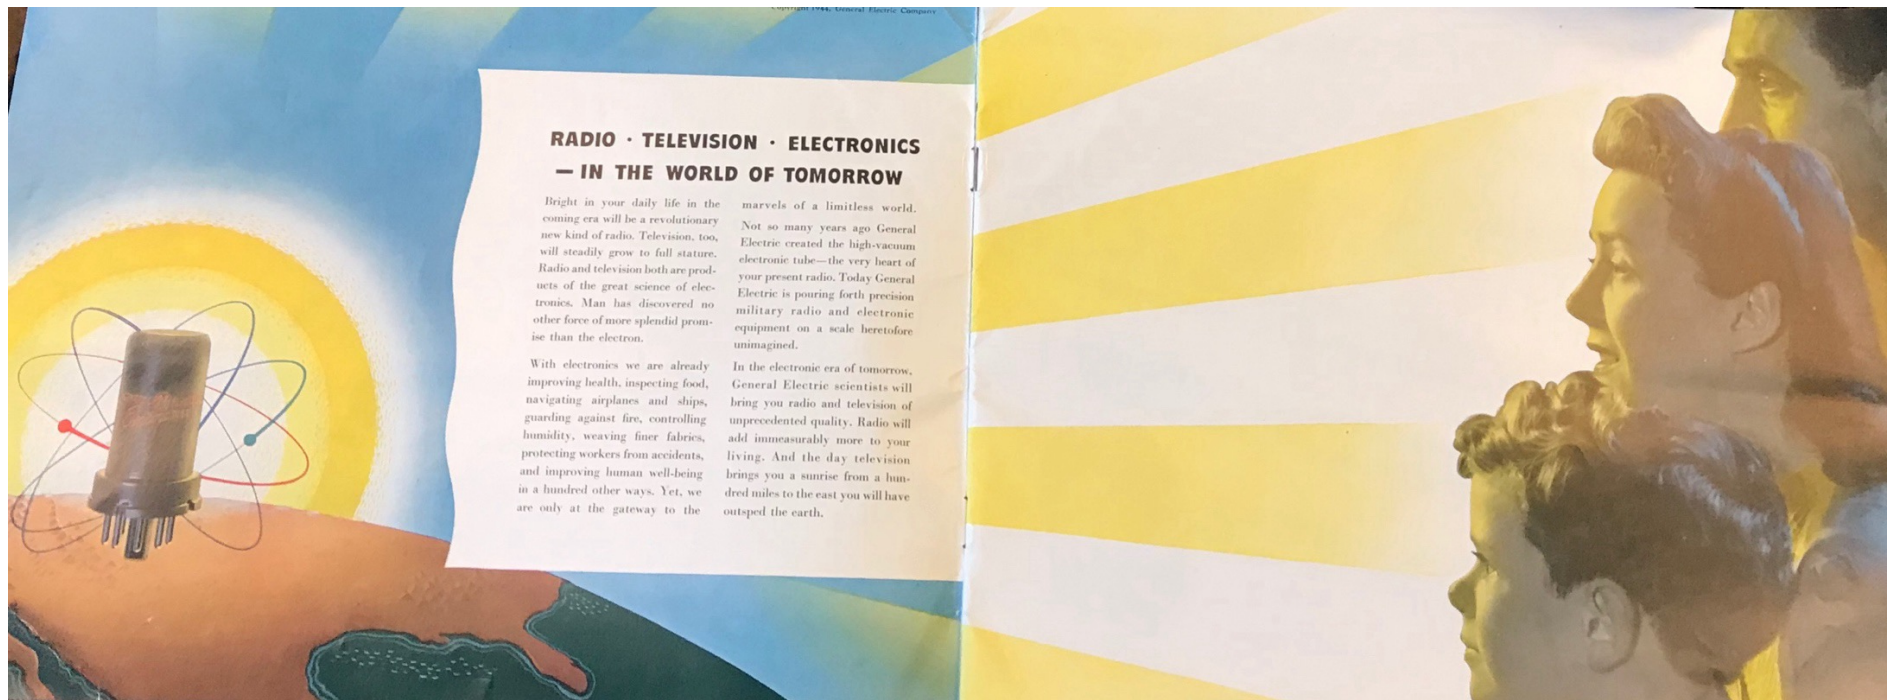 Copyright 1944, General Electric Company
RADIO · TELEVISION · ELECTRONICS
— IN THE WORLD OF TOMORROW
Bright in your daily life in the
coming era will be a revolutionary
new kind of radio. Television, too,
will steadily grow to full stature.
Radio and television both are prod-
ucts of the great science of elec-
tronics. Man has discovered no
other force of more splendid prom-
ise than the electron.
With electronics we are already
improving health, inspecting food,
navigating airplanes and ships,
guarding against fire, controlling
humidity, weaving finer fabrics,
protecting workers from accidents,
and improving human well-being
in a hundred other ways. Yet, we
are only at the gateway to the
marvels of a limitless world.
Not so many years ago General
Electric created the high-vacuum
electronic tube—the very heart of
your present radio. Today General
Electric is pouring forth precision
military radio and electronic
equipment on a scale heretofore
unimagined.
In the electronic era of tomorrow,
General Electric scientists will
bring you radio and television of
unprecedented quality. Radio will
add immeasurably more to your
living. And the day television
brings you a sunrise from a hun-
dred miles to the east you will have
outsped the earth.